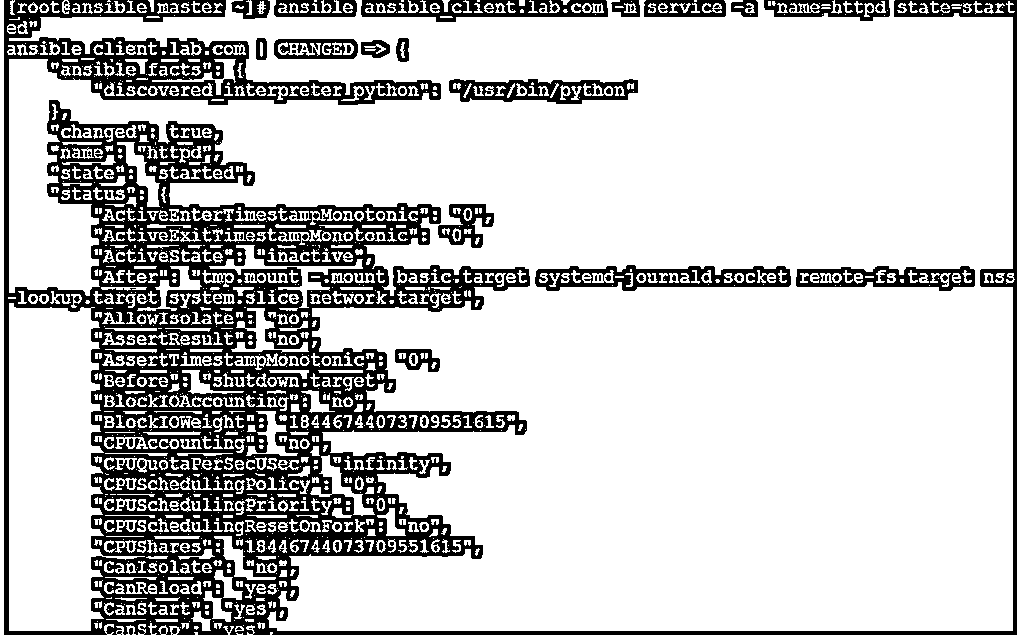 [root@ansible_master ~]# ansible ansible_client.lab.com -m service -a "name=httpd state=start
ed"
ansible_client.lab.com | CHANGED => {
    "ansible_facts": {
        "discovered_interpreter_python": "/usr/bin/python"
    },
    "changed": true,
    "name": "httpd",
    "state": "started",
    "status": {
        "ActiveEnterTimestampMonotonic": "0",
        "ActiveExitTimestampMonotonic": "0",
        "ActiveState": "inactive",
        "After": "tmp.mount -.mount basic.target systemd-journald.socket remote-fs.target nss
-lookup.target system.slice network.target",
        "AllowIsolate": "no",
        "AssertResult": "no",
        "AssertTimestampMonotonic": "0",
        "Before": "shutdown.target",
        "BlockIOAccounting": "no",
        "BlockIOWeight": "18446744073709551615",
        "CPUAccounting": "no",
        "CPUQuotaPerSecUSec": "infinity",
        "CPUSchedulingPolicy": "0",
        "CPUSchedulingPriority": "0",
        "CPUSchedulingResetOnFork": "no",
        "CPUShares": "18446744073709551615",
        "CanIsolate": "no",
        "CanReload": "yes",
        "CanStart": "yes",
        "CanStop": "yes",